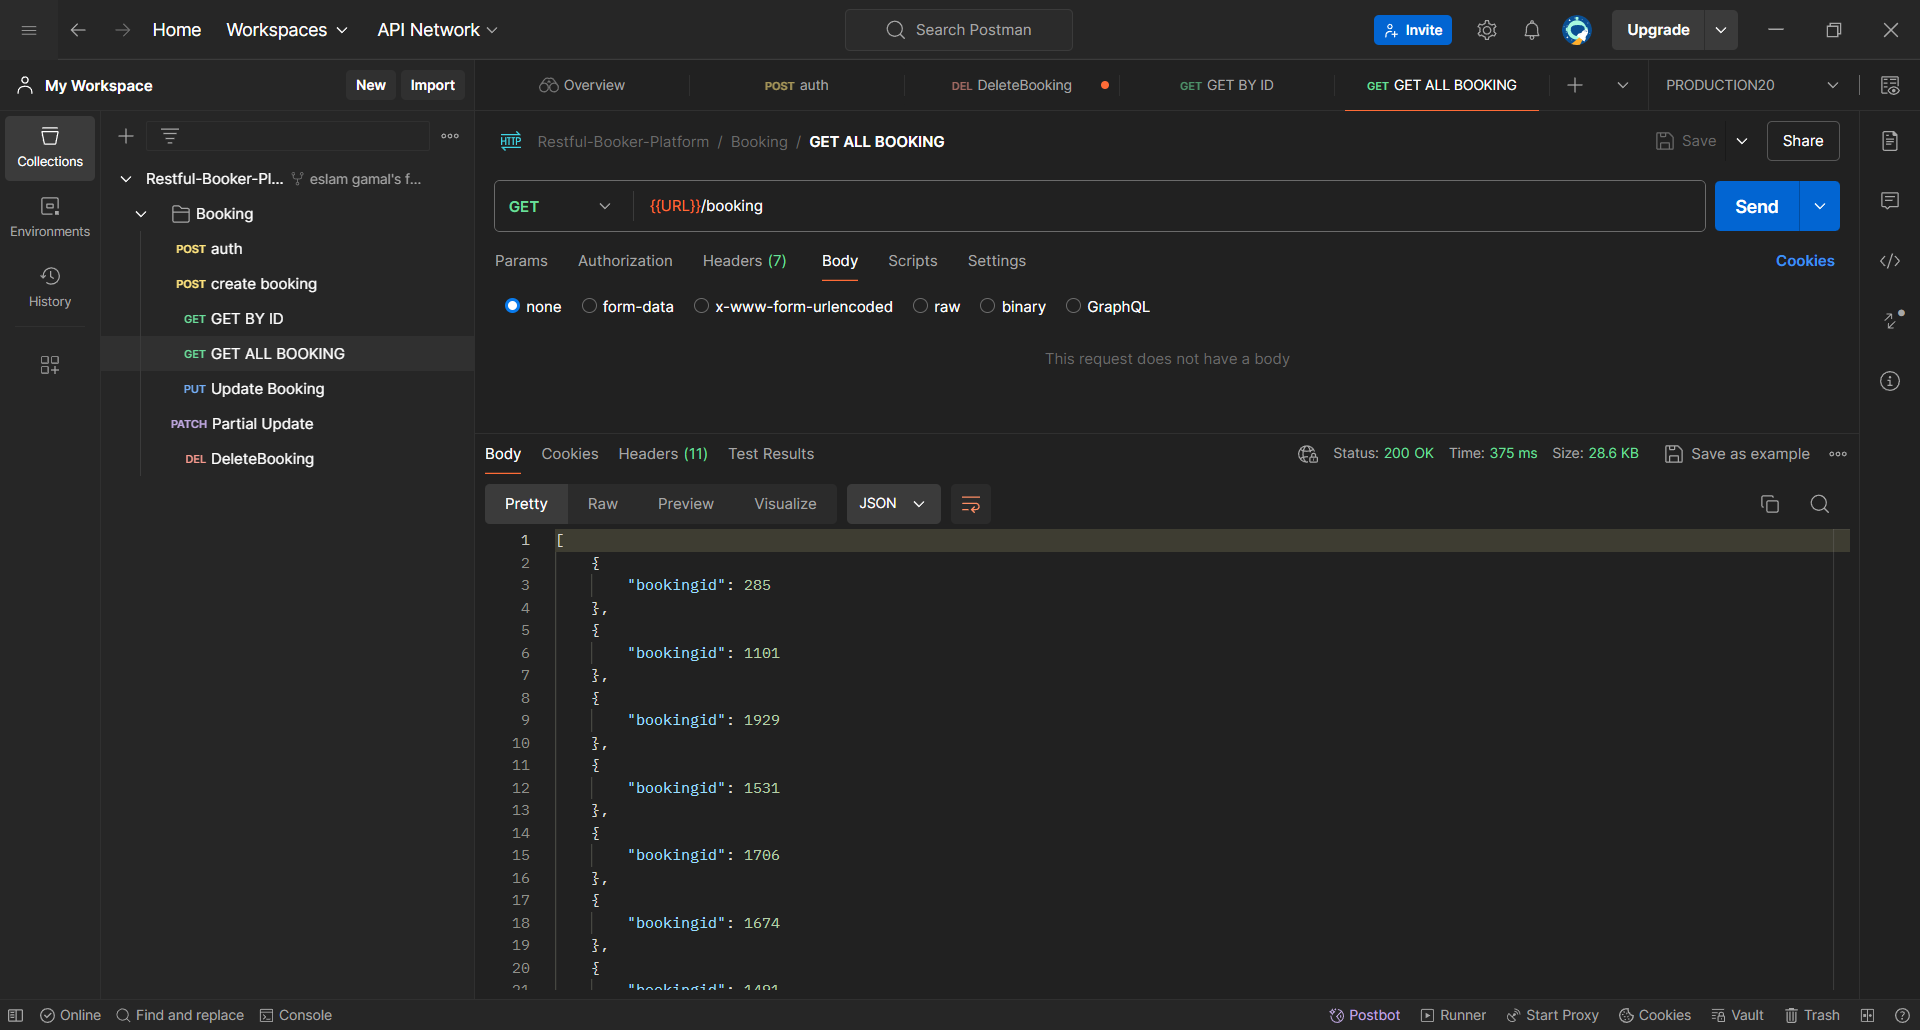 Home Workspaces API Network Search Postman Invite Upgrade
My Workspace New Import Overview POST auth DEL DeleteBooking GET GET BY ID GET GET ALL BOOKING PRODUCTION20
Collections
Environments
History
Restful-Booker-Pl... eslam gamal's f...
Booking
POST auth
POST create booking
GET GET BY ID
GET GET ALL BOOKING
PUT Update Booking
PATCH Partial Update
DEL DeleteBooking
HTTP Restful-Booker-Platform / Booking / GET ALL BOOKING Save Share
GET {{URL}}/booking Send
Params Authorization Headers (7) Body Scripts Settings Cookies
none form-data x-www-form-urlencoded raw binary GraphQL
This request does not have a body
Body Cookies Headers (11) Test Results Status: 200 OK Time: 375 ms Size: 28.6 KB Save as example
Pretty Raw Preview Visualize JSON
1 [
2 {
3 "bookingid": 285
4 },
5 {
6 "bookingid": 1101
7 },
8 {
9 "bookingid": 1929
10 },
11 {
12 "bookingid": 1531
13 },
14 {
15 "bookingid": 1706
16 },
17 {
18 "bookingid": 1674
19 },
20 {
21 "bookingid": 1491
Online Find and replace Console Postbot Runner Start Proxy Cookies Vault Trash